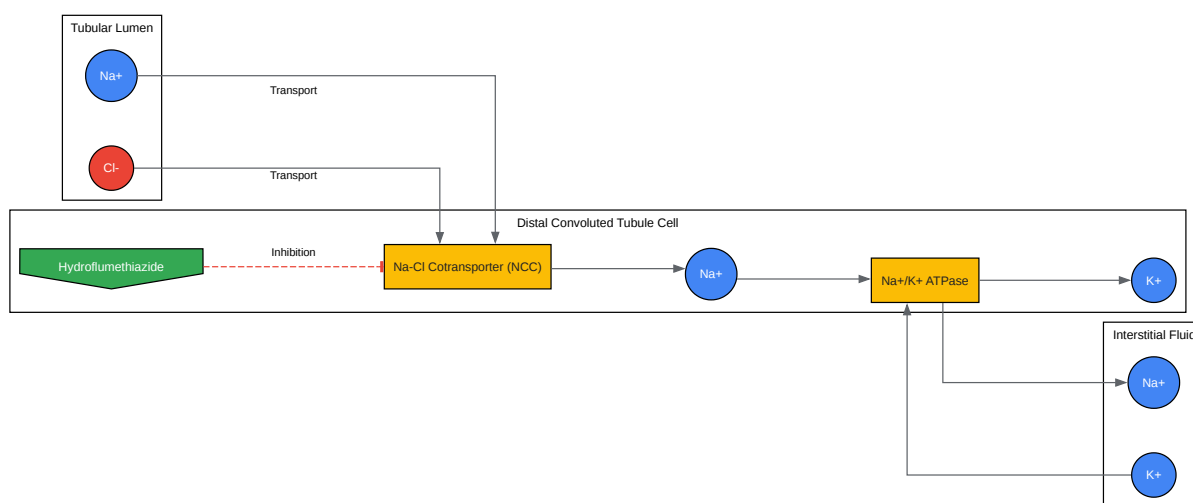 Tubular Lumen
Na+
Transport
Cl-
Transport
Distal Convoluted Tubule Cell
Inhibition
Hydroflumethiazide
Na-Cl Cotransporter (NCC)
Na+
Na+/K+ ATPase
K+
Interstitial Fluid
Na+
K+